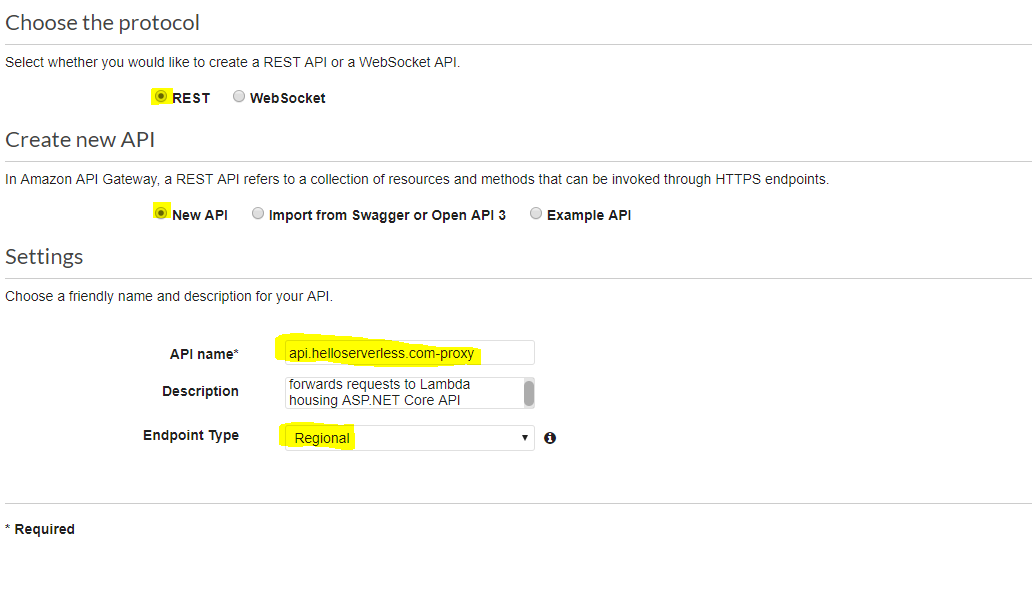 Choose the protocol
Select whether you would like to create a REST API or a WebSocket API.
REST WebSocket
Create new API
In Amazon API Gateway, a REST API refers to a collection of resources and methods that can be invoked through HTTPS endpoints.
New API Import from Swagger or Open API 3 Example API
Settings
Choose a friendly name and description for your API.
API name* api.helloserverless.com-proxy
Description forwards requests to Lambda
housing ASP.NET Core API
Endpoint Type Regional
* Required